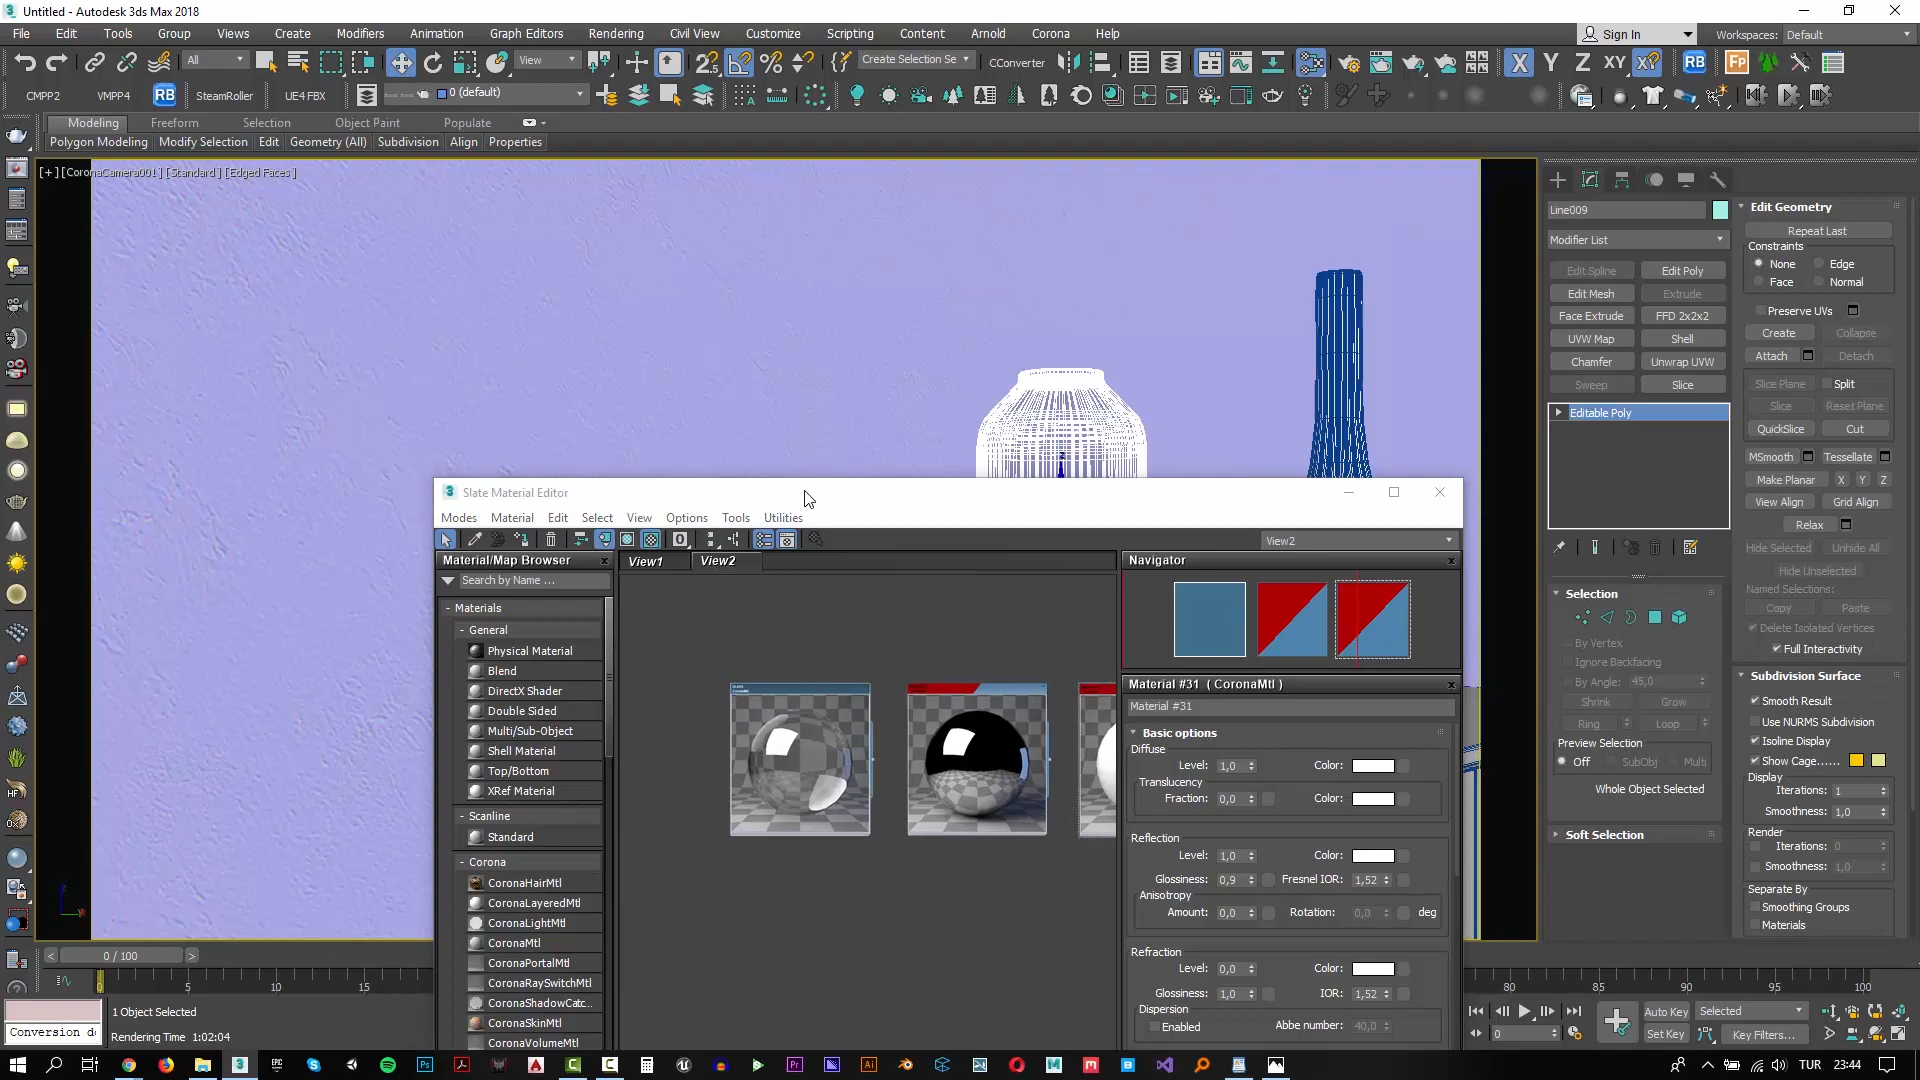 Untitled - Autodesk 3ds Max 2018
File Edit Tools Group Views Create Modifiers Animation Graph Editors Rendering Civil View Customize Scripting Content Arnold Corona Help
Sign In Workspaces: Default
All View Create Selection Se CConverter X Y Z XY RB Fp
CMPP2 VMPP4 RB SteamRoller UE4 FBX 0 (default)
Modeling Freeform Selection Object Paint Populate
Polygon Modeling Modify Selection Edit Geometry (All) Subdivision Align Properties
[+] [CoronaCamera001] [Standard] [Edged Faces]
Line009
Modifier List
Edit Spline Edit Poly
Edit Mesh Extrude
Face Extrude FFD 2x2x2
UVW Map Shell
Chamfer Unwrap UVW
Sweep Slice
Editable Poly
Selection
By Vertex
Ignore Backfacing
By Angle: 45,0
Shrink Grow
Ring Loop
Preview Selection
Off SubObj Multi
Whole Object Selected
Soft Selection
Edit Geometry
Repeat Last
Constraints
None Edge
Face Normal
Preserve UVs
Create Collapse
Attach Detach
Slice Plane Split
Slice Reset Plane
QuickSlice Cut
MSmooth Tessellate
Make Planar X Y Z
View Align Grid Align
Relax
Hide Selected Unhide All
Hide Unselected
Named Selections:
Copy Paste
Delete Isolated Vertices
Full Interactivity
Subdivision Surface
Smooth Result
Use NURMS Subdivision
Isoline Display
Show Cage......
Display
Iterations: 1
Smoothness: 1,0
Render
Iterations: 0
Smoothness: 1,0
Separate By
Smoothing Groups
Materials
Slate Material Editor
Modes Material Edit Select View Options Tools Utilities
View2
Material/Map Browser
Search by Name ...
- Materials
- General
Physical Material
Blend
DirectX Shader
Double Sided
Multi/Sub-Object
Shell Material
Top/Bottom
XRef Material
- Scanline
Standard
- Corona
CoronaHairMtl
CoronaLayeredMtl
CoronaLightMtl
CoronaMtl
CoronaPortalMtl
CoronaRaySwitchMtl
CoronaShadowCatc...
CoronaSkinMtl
CoronaVolumeMtl
View1 View2
Navigator
Material #31 ( CoronaMtl )
Material #31
Basic options
Diffuse
Level: 1,0 Color:
Translucency
Fraction: 0,0 Color:
Reflection
Level: 1,0 Color:
Glossiness: 0,9 Fresnel IOR: 1,52
Anisotropy
Amount: 0,0 Rotation: 0,0 deg
Refraction
Level: 0,0 Color:
Glossiness: 1,0 IOR: 1,52
Dispersion
Enabled Abbe number: 40,0
< 0 / 100 >
0 5 10 15 80 85 90 95 100
1 Object Selected
Conversion d
Rendering Time 1:02:04
Auto Key Selected
0 Set Key Key Filters...
TUR 23:44